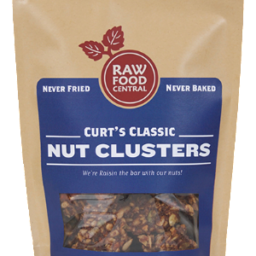 RAW
FOOD
CENTRAL
NEVER FRIED
NEVER BAKED
CURT'S CLASSIC
NUT CLUSTERS
We're Raisin the bar with our nuts!